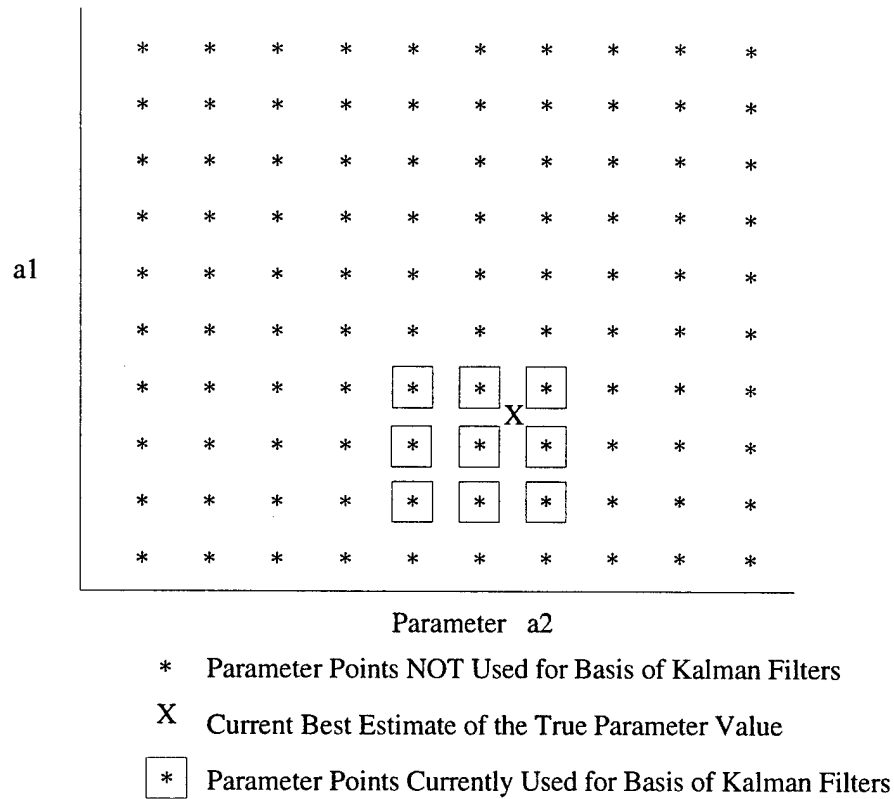 a1
Parameter a2
* Parameter Points NOT Used for Basis of Kalman Filters
X Current Best Estimate of the True Parameter Value
* Parameter Points Currently Used for Basis of Kalman Filters